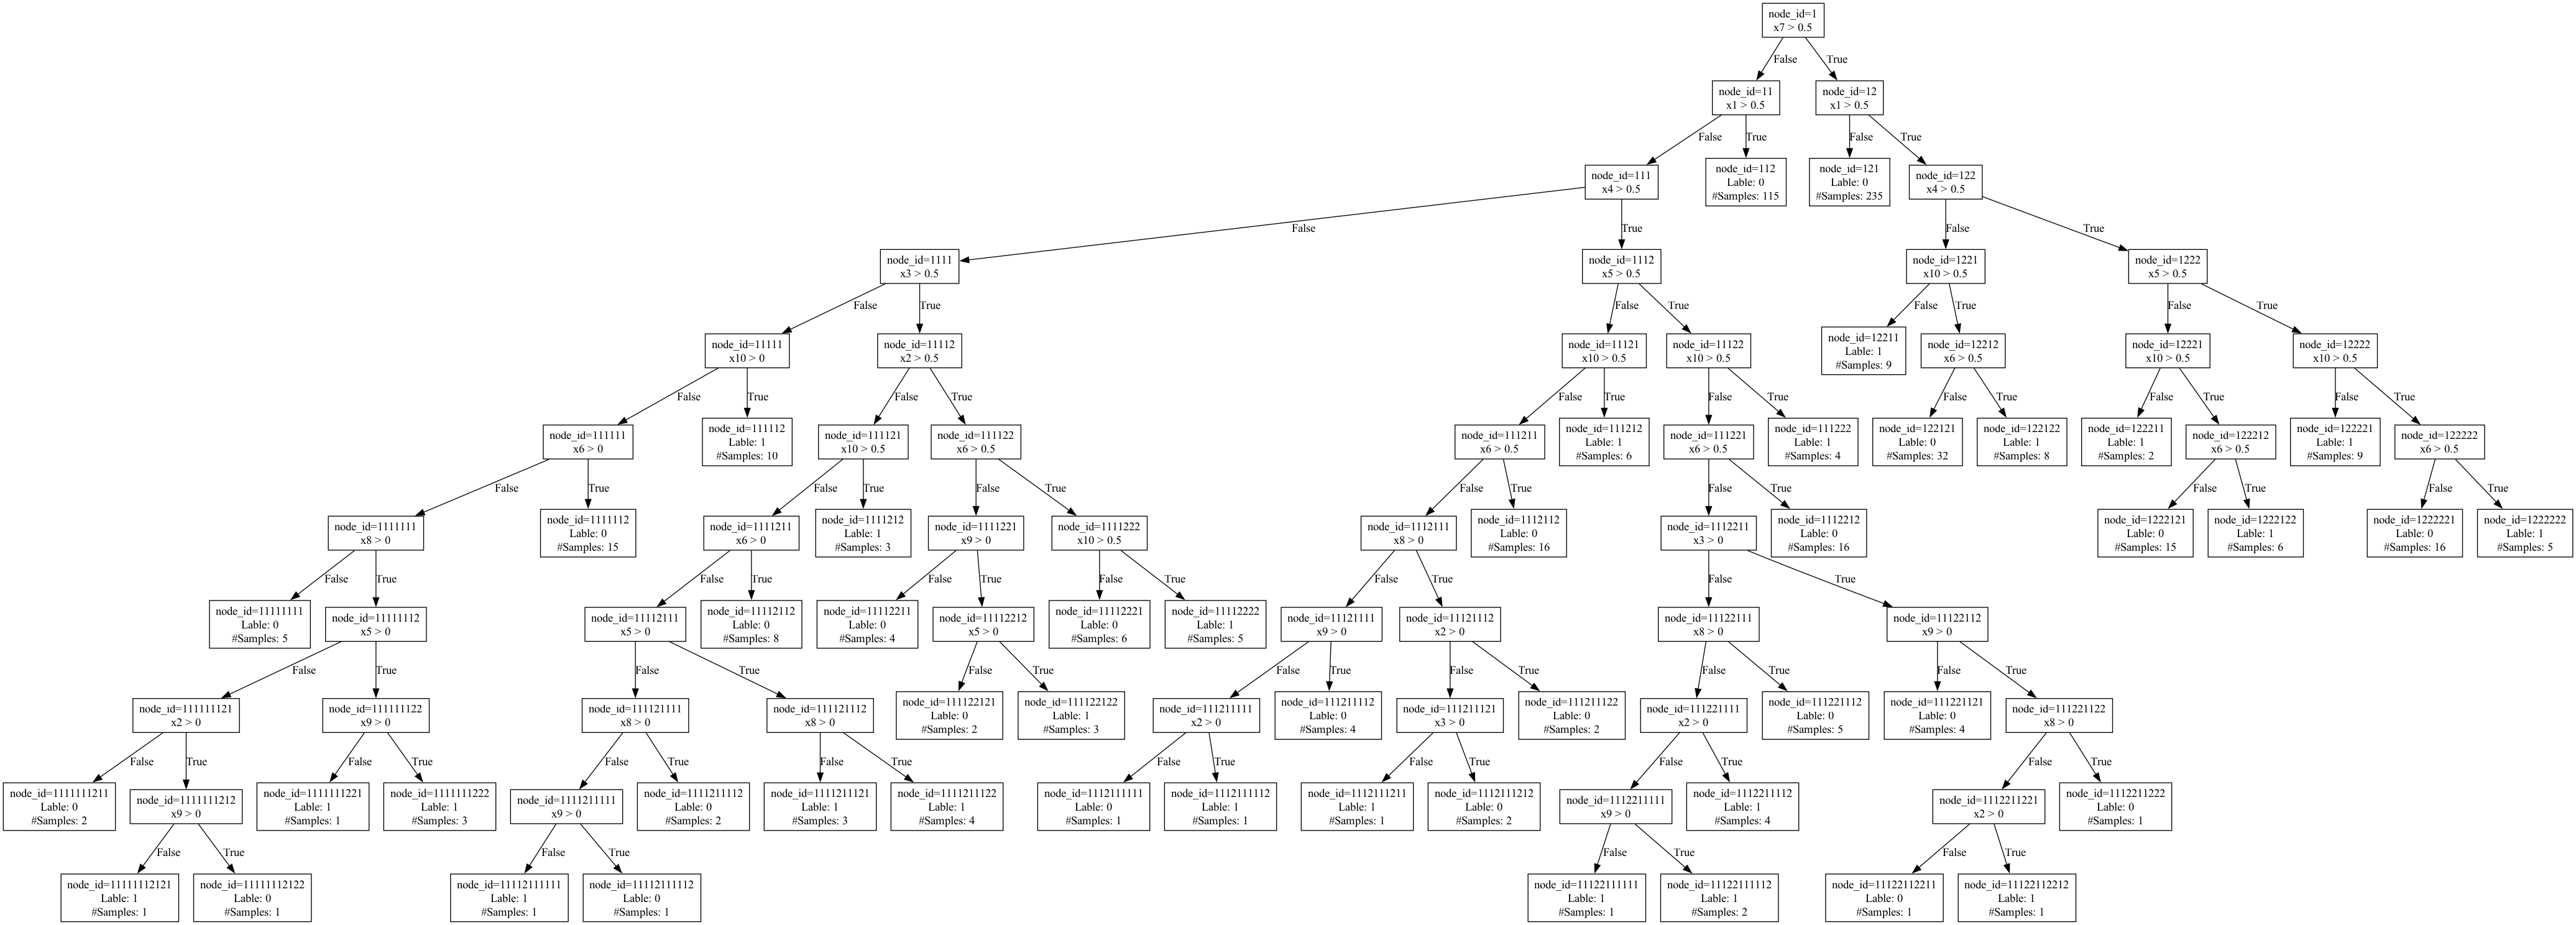 node_id=1
x7 > 0.5
False
True
node_id=11
x1 > 0.5
node_id=12
x1 > 0.5
False
True
False
True
node_id=111
x4 > 0.5
node_id=112
Lable: 0
#Samples: 115
node_id=121
Lable: 0
#Samples: 235
node_id=122
x4 > 0.5
False
True
False
True
node_id=1111
x3 > 0.5
node_id=1112
x5 > 0.5
node_id=1221
x10 > 0.5
node_id=1222
x5 > 0.5
False
True
False
True
False
True
False
True
node_id=11111
x10 > 0
node_id=11112
x2 > 0.5
node_id=11121
x10 > 0.5
node_id=11122
x10 > 0.5
node_id=12211
Lable: 1
#Samples: 9
node_id=12212
x6 > 0.5
node_id=12221
x10 > 0.5
node_id=12222
x10 > 0.5
False
True
False
True
False
True
False
True
False
True
False
True
False
True
node_id=111111
x6 > 0
node_id=111112
Lable: 1
#Samples: 10
node_id=111121
x10 > 0.5
node_id=111122
x6 > 0.5
node_id=111211
x6 > 0.5
node_id=111212
Lable: 1
#Samples: 6
node_id=111221
x6 > 0.5
node_id=111222
Lable: 1
#Samples: 4
node_id=122121
Lable: 0
#Samples: 32
node_id=122122
Lable: 1
#Samples: 8
node_id=122211
Lable: 1
#Samples: 2
node_id=122212
x6 > 0.5
node_id=122221
Lable: 1
#Samples: 9
node_id=122222
x6 > 0.5
False
True
False
True
False
True
False
True
False
True
False
True
False
True
node_id=1111111
x8 > 0
node_id=1111112
Lable: 0
#Samples: 15
node_id=1111211
x6 > 0
node_id=1111212
Lable: 1
#Samples: 3
node_id=1111221
x9 > 0
node_id=1111222
x10 > 0.5
node_id=1112111
x8 > 0
node_id=1112112
Lable: 0
#Samples: 16
node_id=1112211
x3 > 0
node_id=1112212
Lable: 0
#Samples: 16
node_id=1222121
Lable: 0
#Samples: 15
node_id=1222122
Lable: 1
#Samples: 6
node_id=1222221
Lable: 0
#Samples: 16
node_id=1222222
Lable: 1
#Samples: 5
False
True
False
True
False
True
False
True
False
True
False
True
node_id=11111111
Lable: 0
#Samples: 5
node_id=11111112
x5 > 0
node_id=11112111
x5 > 0
node_id=11112112
Lable: 0
#Samples: 8
node_id=11112211
Lable: 0
#Samples: 4
node_id=11112212
x5 > 0
node_id=11112221
Lable: 0
#Samples: 6
node_id=11112222
Lable: 1
#Samples: 5
node_id=11121111
x9 > 0
node_id=11121112
x2 > 0
node_id=11122111
x8 > 0
node_id=11122112
x9 > 0
False
True
False
True
False
True
False
True
False
True
False
True
False
True
node_id=111111121
x2 > 0
node_id=111111122
x9 > 0
node_id=111121111
x8 > 0
node_id=111121112
x8 > 0
node_id=111122121
Lable: 0
#Samples: 2
node_id=111122122
Lable: 1
#Samples: 3
node_id=111211111
x2 > 0
node_id=111211112
Lable: 0
#Samples: 4
node_id=111211121
x3 > 0
node_id=111211122
Lable: 0
#Samples: 2
node_id=111221111
x2 > 0
node_id=111221112
Lable: 0
#Samples: 5
node_id=111221121
Lable: 0
#Samples: 4
node_id=111221122
x8 > 0
False
True
False
True
False
True
False
True
False
True
False
True
False
True
False
True
node_id=1111111211
Lable: 0
#Samples: 2
node_id=1111111212
x9 > 0
node_id=1111111221
Lable: 1
#Samples: 1
node_id=1111111222
Lable: 1
#Samples: 3
node_id=1111211111
x9 > 0
node_id=1111211112
Lable: 0
#Samples: 2
node_id=1111211121
Lable: 1
#Samples: 3
node_id=1111211122
Lable: 1
#Samples: 4
node_id=1112111111
Lable: 0
#Samples: 1
node_id=1112111112
Lable: 1
#Samples: 1
node_id=1112111211
Lable: 1
#Samples: 1
node_id=1112111212
Lable: 0
#Samples: 2
node_id=1112211111
x9 > 0
node_id=1112211112
Lable: 1
#Samples: 4
node_id=1112211221
x2 > 0
node_id=1112211222
Lable: 0
#Samples: 1
False
True
False
True
False
True
False
True
node_id=11111112121
Lable: 1
#Samples: 1
node_id=11111112122
Lable: 0
#Samples: 1
node_id=11112111111
Lable: 1
#Samples: 1
node_id=11112111112
Lable: 0
#Samples: 1
node_id=11122111111
Lable: 1
#Samples: 1
node_id=11122111112
Lable: 1
#Samples: 2
node_id=11122112211
Lable: 0
#Samples: 1
node_id=11122112212
Lable: 1
#Samples: 1